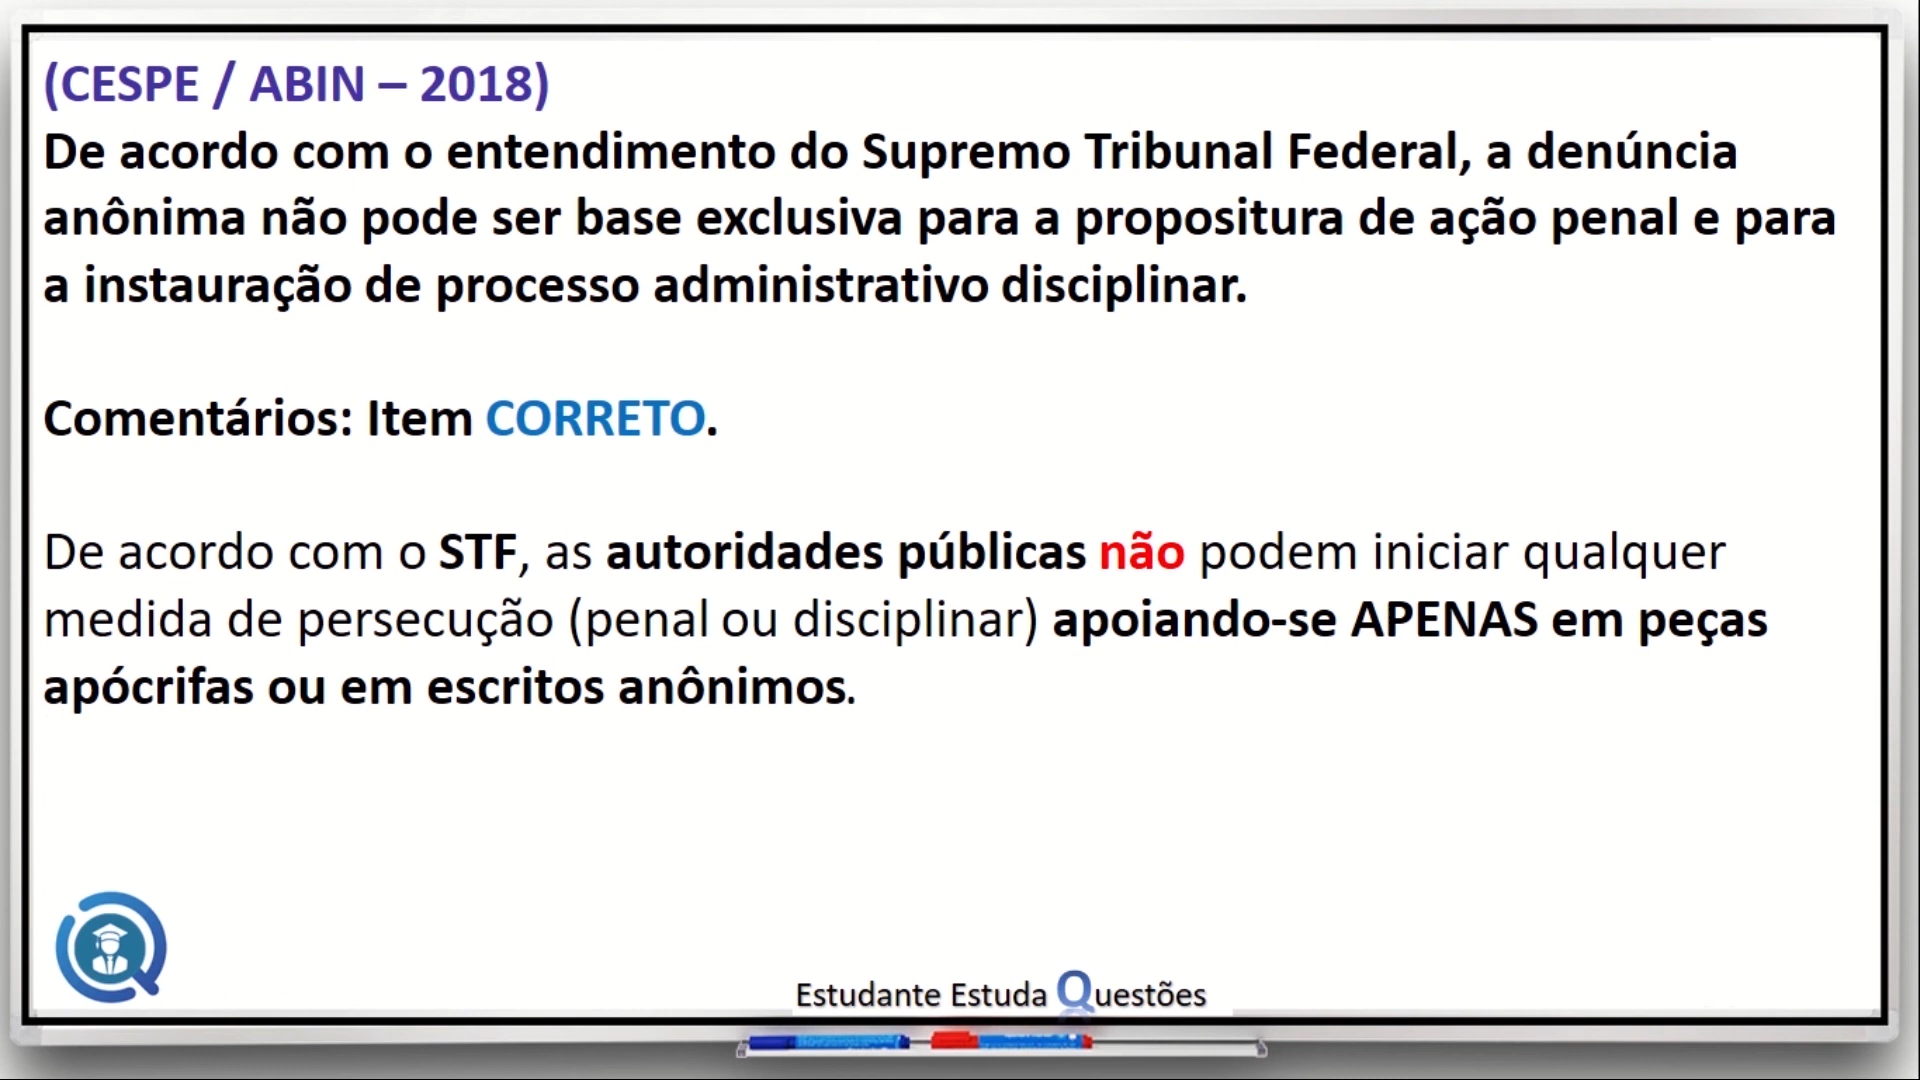 (CESPE / ABIN – 2018)
De acordo com o entendimento do Supremo Tribunal Federal, a denúncia
anônima não pode ser base exclusiva para a propositura de ação penal e para
a instauração de processo administrativo disciplinar.
Comentários: Item CORRETO.
De acordo com o STF, as autoridades públicas não podem iniciar qualquer
medida de persecução (penal ou disciplinar) apoiando-se APENAS em peças
apócrifas ou em escritos anônimos.
Estudante Estuda Questões